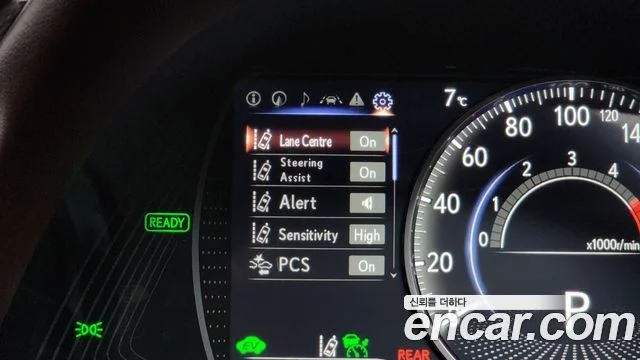 7℃
Lane Centre On
Steering Assist On
Alert
Sensitivity High
PCS On
READY
EV
REAR
0 1 2 3 4
x1000r/min
20
40
60
80
100
120
P
신뢰를 더하다
encar.com